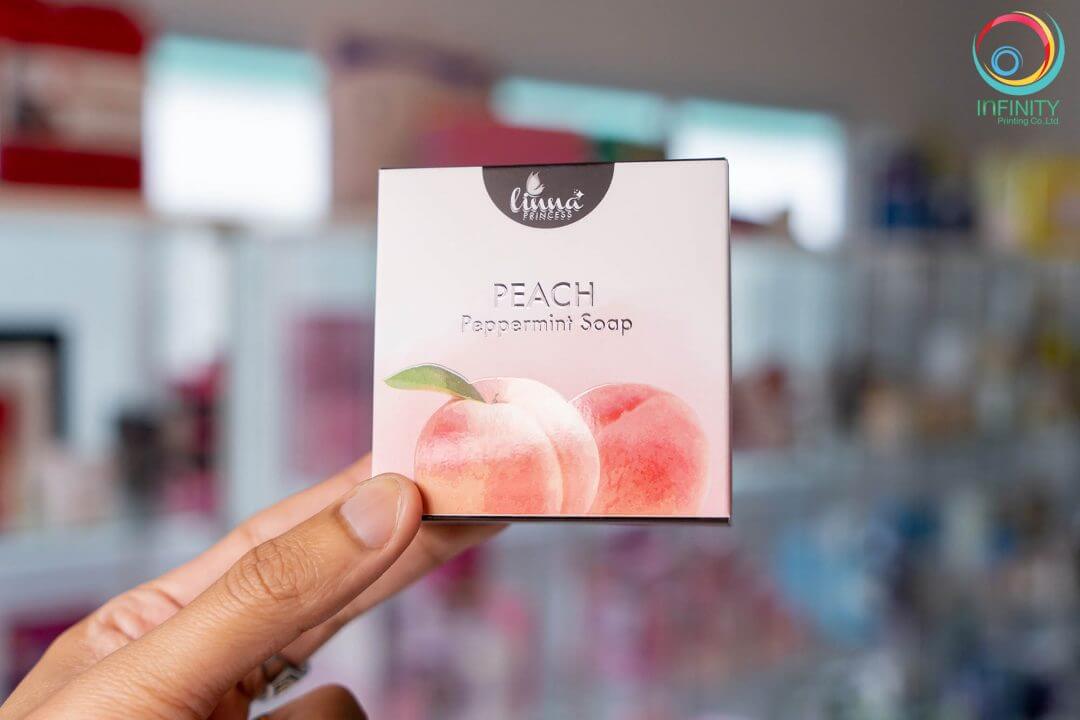 linna
PRINCESS
PEACH
Peppermint Soap
INFINITY
Printing Co.,Ltd.